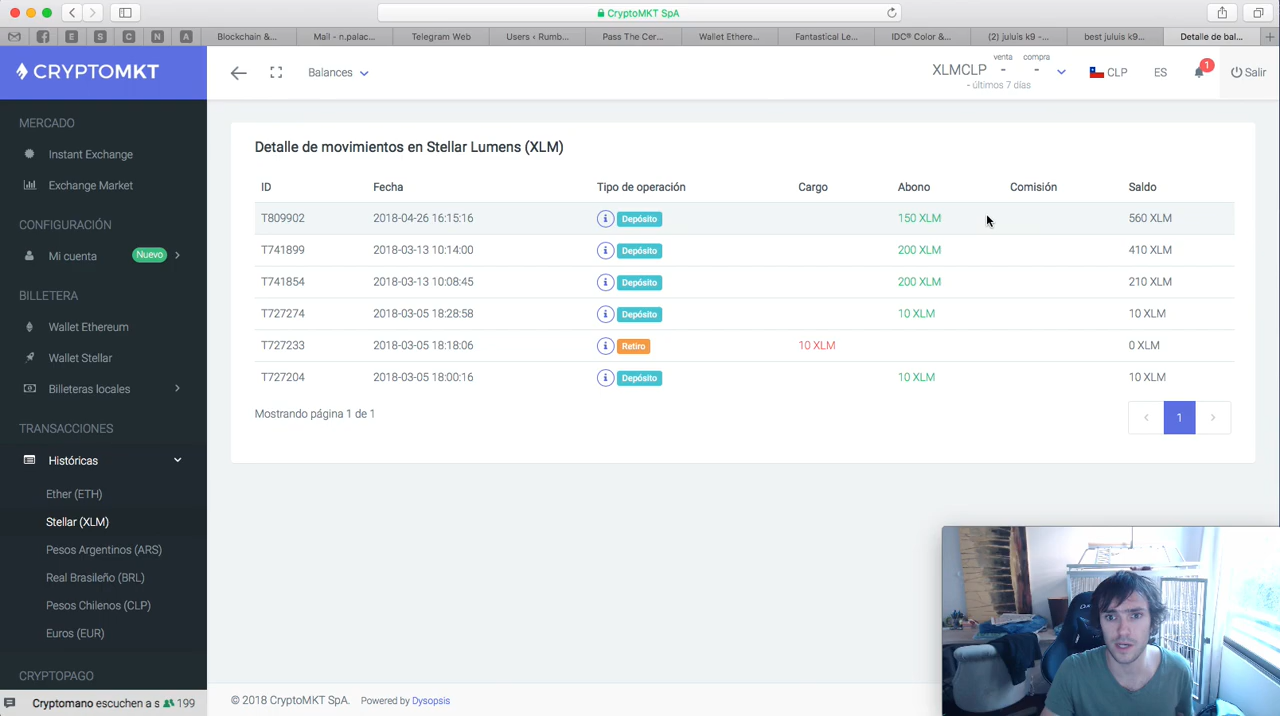 CryptoMKT SpA
Blockchain &... Mail - n.palac... Telegram Web Users ‹ Rumb... Pass The Cer... Wallet Ethere... Fantastical Le... IDC® Color &... (2) juluis k9 -... best juluis k9... Detalle de bal...
E S C N A
CRYPTOMKT
Balances
XLMCLP venta - compra -
- últimos 7 días
CLP
ES
1
Salir
MERCADO
Instant Exchange
Exchange Market
CONFIGURACIÓN
Mi cuenta Nuevo
BILLETERA
Wallet Ethereum
Wallet Stellar
Billeteras locales
TRANSACCIONES
Históricas
Ether (ETH)
Stellar (XLM)
Pesos Argentinos (ARS)
Real Brasileño (BRL)
Pesos Chilenos (CLP)
Euros (EUR)
CRYPTOPAGO
Cryptomano escuchen a s 199
Detalle de movimientos en Stellar Lumens (XLM)
ID Fecha Tipo de operación Cargo Abono Comisión Saldo
T809902 2018-04-26 16:15:16 i Depósito 150 XLM 560 XLM
T741899 2018-03-13 10:14:00 i Depósito 200 XLM 410 XLM
T741854 2018-03-13 10:08:45 i Depósito 200 XLM 210 XLM
T727274 2018-03-05 18:28:58 i Depósito 10 XLM 10 XLM
T727233 2018-03-05 18:18:06 i Retiro 10 XLM 0 XLM
T727204 2018-03-05 18:00:16 i Depósito 10 XLM 10 XLM
Mostrando página 1 de 1
‹ 1 ›
© 2018 CryptoMKT SpA. Powered by Dysopsis